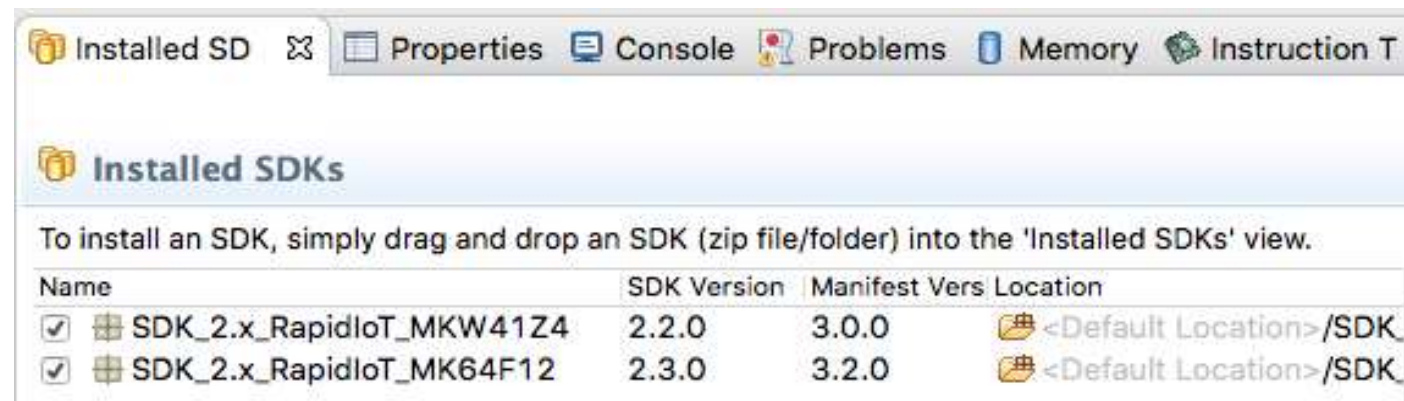 Installed SD Properties Console Problems Memory Instruction T
Installed SDKs
To install an SDK, simply drag and drop an SDK (zip file/folder) into the 'Installed SDKs' view.
Name SDK Version Manifest Vers Location
SDK_2.x_RapidIoT_MKW41Z4 2.2.0 3.0.0 <Default Location>/SDK_
SDK_2.x_RapidIoT_MK64F12 2.3.0 3.2.0 <Default Location>/SDK_